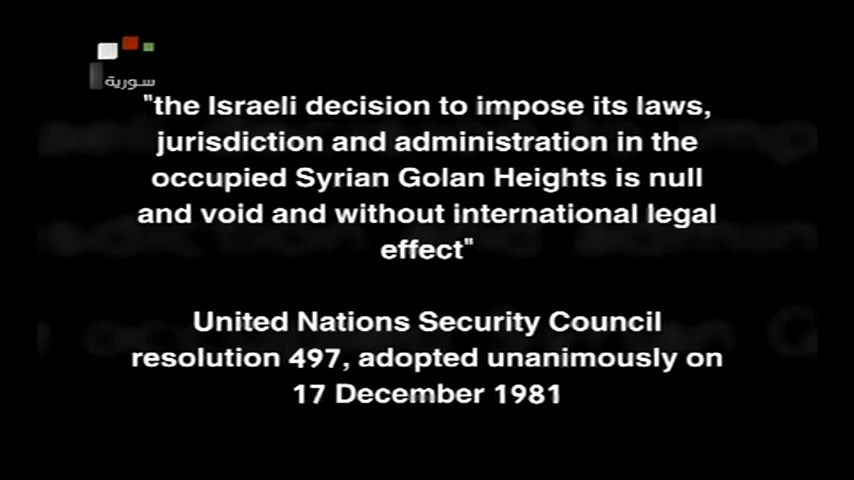 سورية
"the Israeli decision to impose its laws,
jurisdiction and administration in the
occupied Syrian Golan Heights is null
and void and without international legal
effect"
United Nations Security Council
resolution 497, adopted unanimously on
17 December 1981